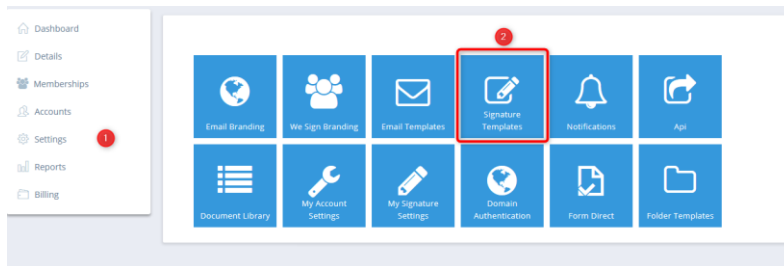 Dashboard
Details
Memberships
Accounts
Settings 1
Reports
Billing
2
Email Branding
We Sign Branding
Email Templates
Signature
Templates
Notifications
Api
Document Library
My Account
Settings
My Signature
Settings
Domain
Authentication
Form Direct
Folder Templates